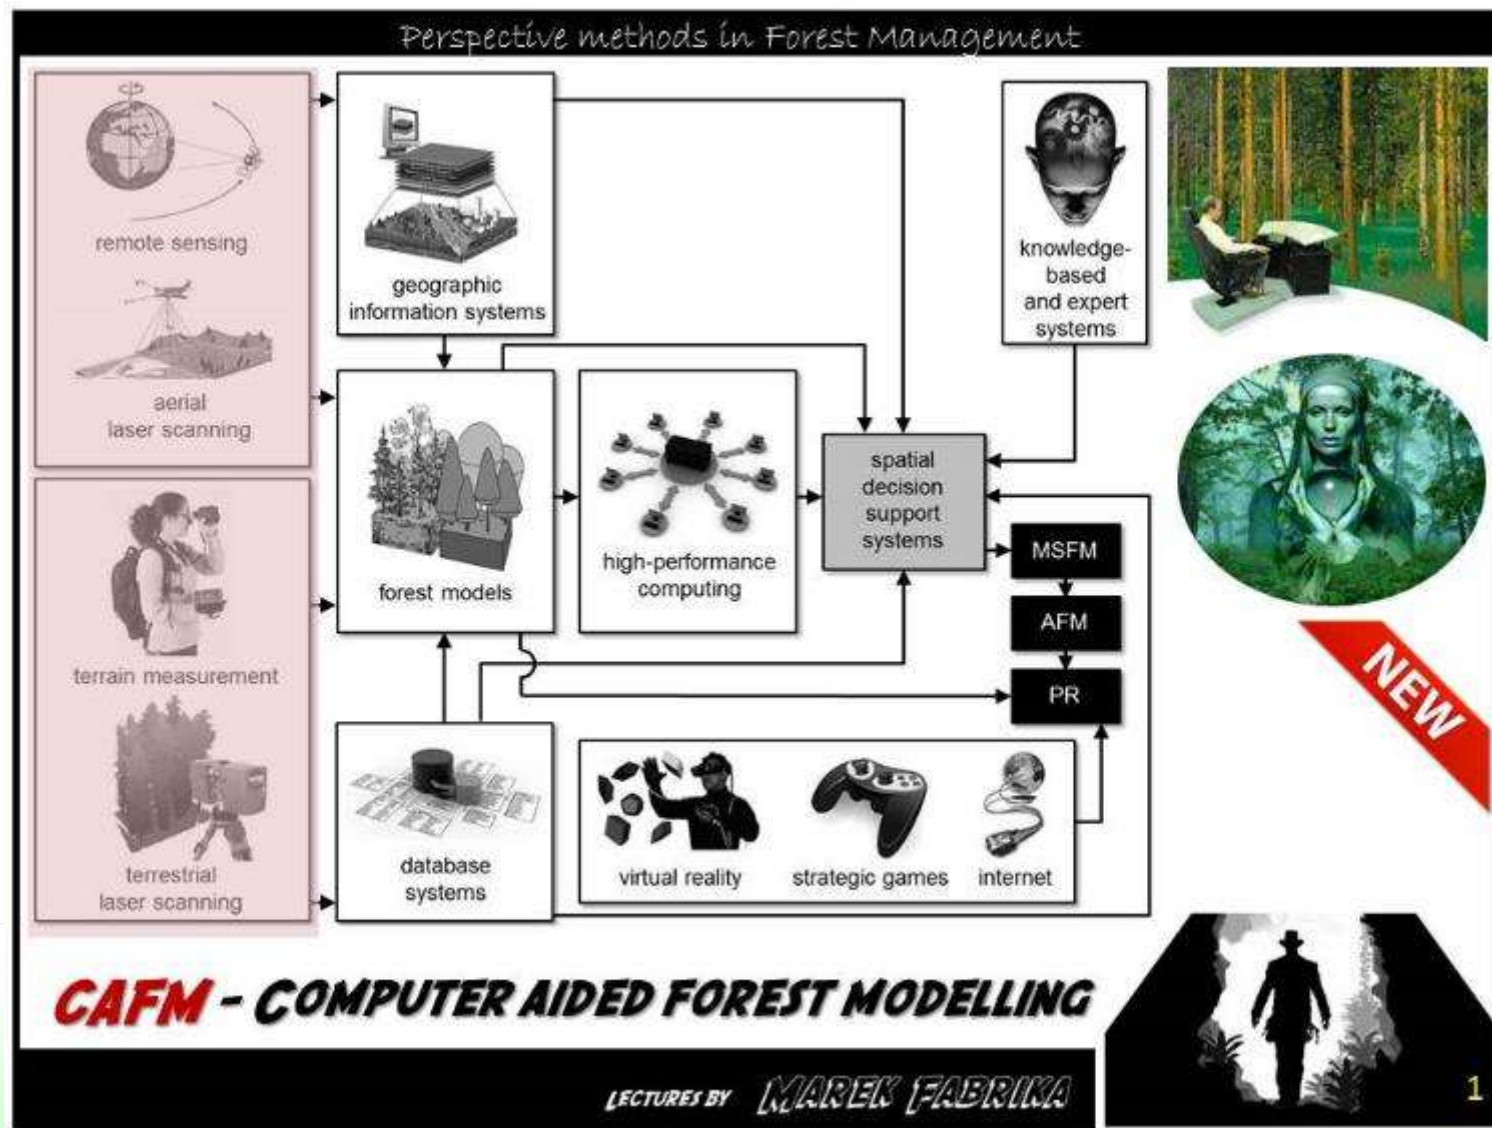 Perspective methods in Forest Management
remote sensing
aerial
laser scanning
terrain measurement
terrestrial
laser scanning
geographic
information systems
forest models
database
systems
high-performance
computing
knowledge-
based
and expert
systems
spatial
decision
support
systems
MSFM
AFM
PR
virtual reality
strategic games
internet
NEW
CAFM - COMPUTER AIDED FOREST MODELLING
LECTURES BY MAREK FABRIKA
1